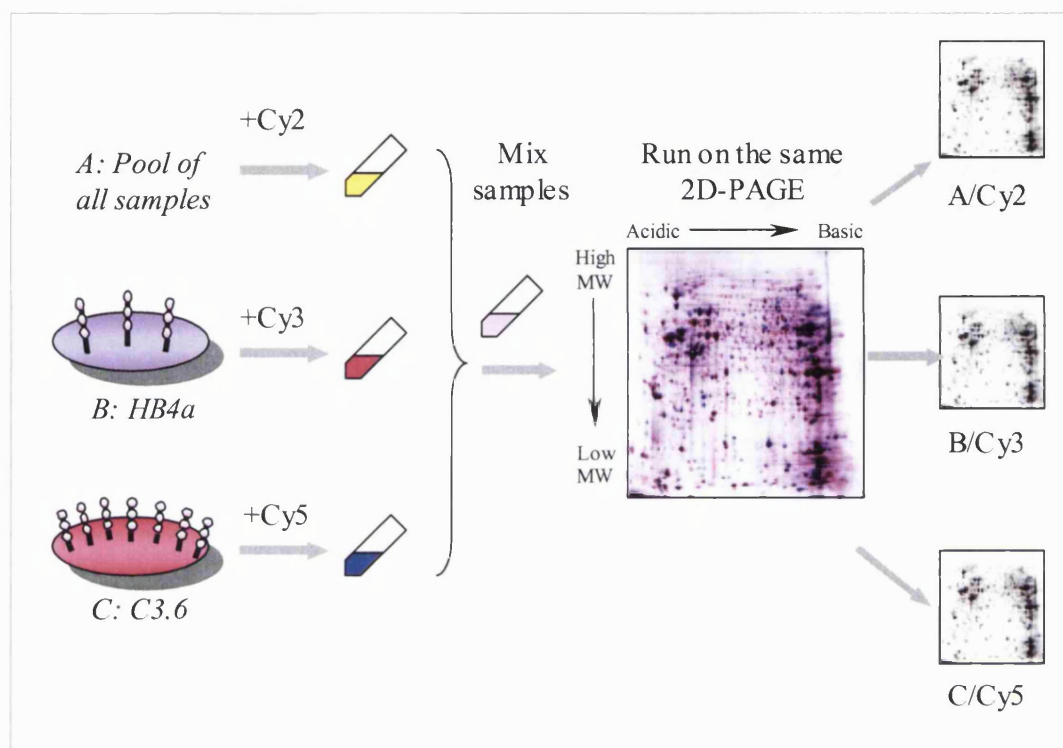 +Cy2
A: Pool of
all samples
+Cy3
B: HB4a
+Cy5
C: C3.6
Mix
samples
Run on the same
2D-PAGE
Acidic
Basic
High
MW
Low
MW
A/Cy2
B/Cy3
C/Cy5